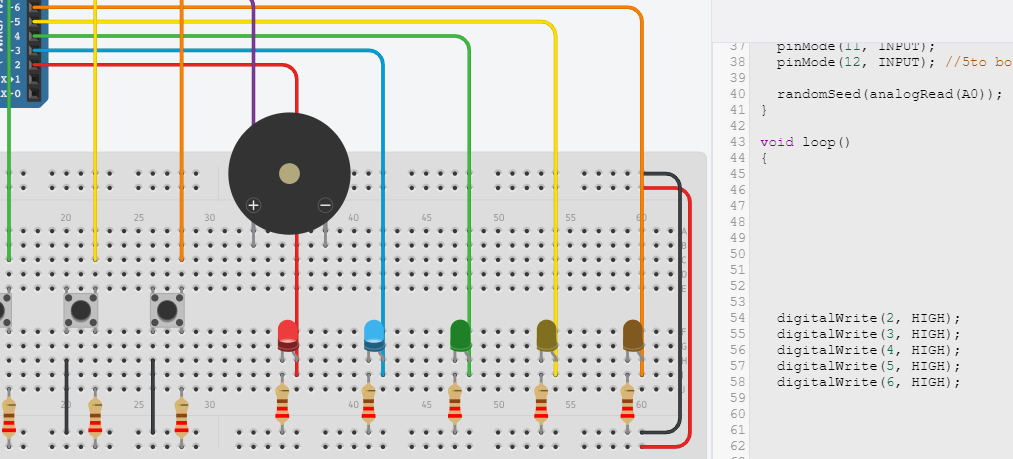 ~6
~5
4
~3
2
X→1
X←0
20 25 30 40 45 50 55 60
A
B
C
D
E
F
G
H
I
J
20 25 30 40 45 50 55 60
37 pinMode(11, INPUT);
38 pinMode(12, INPUT); //5to bo
39
40 randomSeed(analogRead(A0));
41 }
42
43 void loop()
44 {
45
46
47
48
49
50
51
52
53
54 digitalWrite(2, HIGH);
55 digitalWrite(3, HIGH);
56 digitalWrite(4, HIGH);
57 digitalWrite(5, HIGH);
58 digitalWrite(6, HIGH);
59
60
61
62